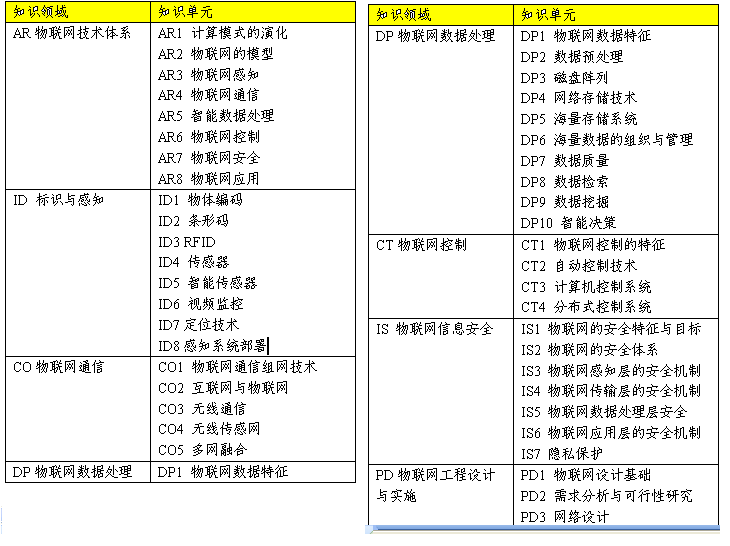 知识领域 知识单元
AR物联网技术体系 AR1 计算模式的演化
AR2 物联网的模型
AR3 物联网感知
AR4 物联网通信
AR5 智能数据处理
AR6 物联网控制
AR7 物联网安全
AR8 物联网应用
ID 标识与感知 ID1 物体编码
ID2 条形码
ID3 RFID
ID4 传感器
ID5 智能传感器
ID6 视频监控
ID7定位技术
ID8感知系统部署
CO物联网通信 CO1 物联网通信组网技术
CO2 互联网与物联网
CO3 无线通信
CO4 无线传感网
CO5 多网融合
DP物联网数据处理 DP1 物联网数据特征
知识领域 知识单元
DP物联网数据处理 DP1 物联网数据特征
DP2 数据预处理
DP3 磁盘阵列
DP4 网络存储技术
DP5 海量存储系统
DP6 海量数据的组织与管理
DP7 数据质量
DP8 数据检索
DP9 数据挖掘
DP10 智能决策
CT物联网控制 CT1 物联网控制的特征
CT2 自动控制技术
CT3 计算机控制系统
CT4 分布式控制系统
IS 物联网信息安全 IS1 物联网的安全特征与目标
IS2 物联网的安全体系
IS3 物联网感知层的安全机制
IS4 物联网传输层的安全机制
IS5 物联网数据处理层安全
IS6 物联网应用层的安全机制
IS7 隐私保护
PD物联网工程设计 PD1 物联网设计基础
与实施 PD2 需求分析与可行性研究
PD3 网络设计